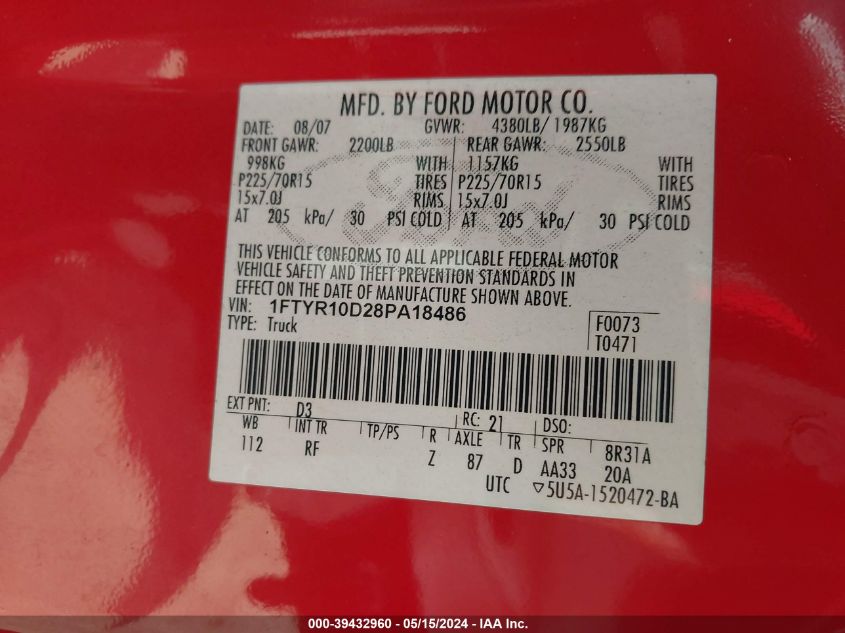 MFD. BY FORD MOTOR CO.
DATE: 08/07 GVWR: 4380LB/ 1987KG
FRONT GAWR: 2200LB REAR GAWR: 2550LB
998KG WITH 1157KG WITH
P225/70R15 TIRES P225/70R15 TIRES
15x7.0J RIMS 15x7.0J RIMS
AT 205 kPa/ 30 PSI COLD AT 205 kPa/ 30 PSI COLD
THIS VEHICLE CONFORMS TO ALL APPLICABLE FEDERAL MOTOR
VEHICLE SAFETY AND THEFT PREVENTION STANDARDS IN
EFFECT ON THE DATE OF MANUFACTURE SHOWN ABOVE.
VIN: 1FTYR10D28PA18486
TYPE: Truck
F0073
T0471
EXT PNT: D3 RC: 21 DSO:
WB INT TR TP/PS R AXLE TR SPR 8R31A
112 RF Z 87 D AA33 20A
UTC ▽5U5A-1520472-BA
Ford
000-39432960 - 05/15/2024 - IAA Inc.